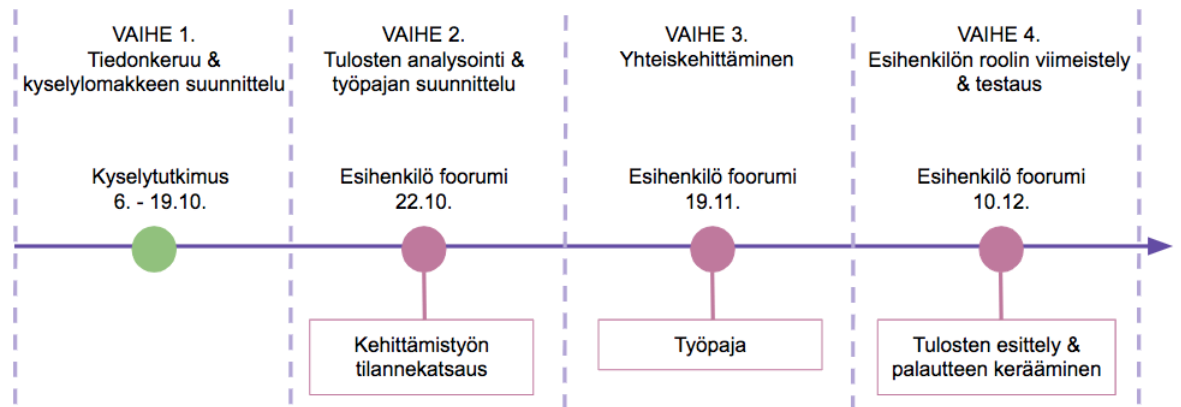 VAIHE 1.
Tiedonkeruu &
kyselylomakkeen suunnittelu
VAIHE 2.
Tulosten analysointi &
työpajan suunnittelu
VAIHE 3.
Yhteiskehittäminen
VAIHE 4.
Esihenkilön roolin viimeistely
& testaus
Kyselytutkimus
6. - 19.10.
Esihenkilö foorumi
22.10.
Esihenkilö foorumi
19.11.
Esihenkilö foorumi
10.12.
Kehittämistyön
tilannekatsaus
Työpaja
Tulosten esittely &
palautteen kerääminen